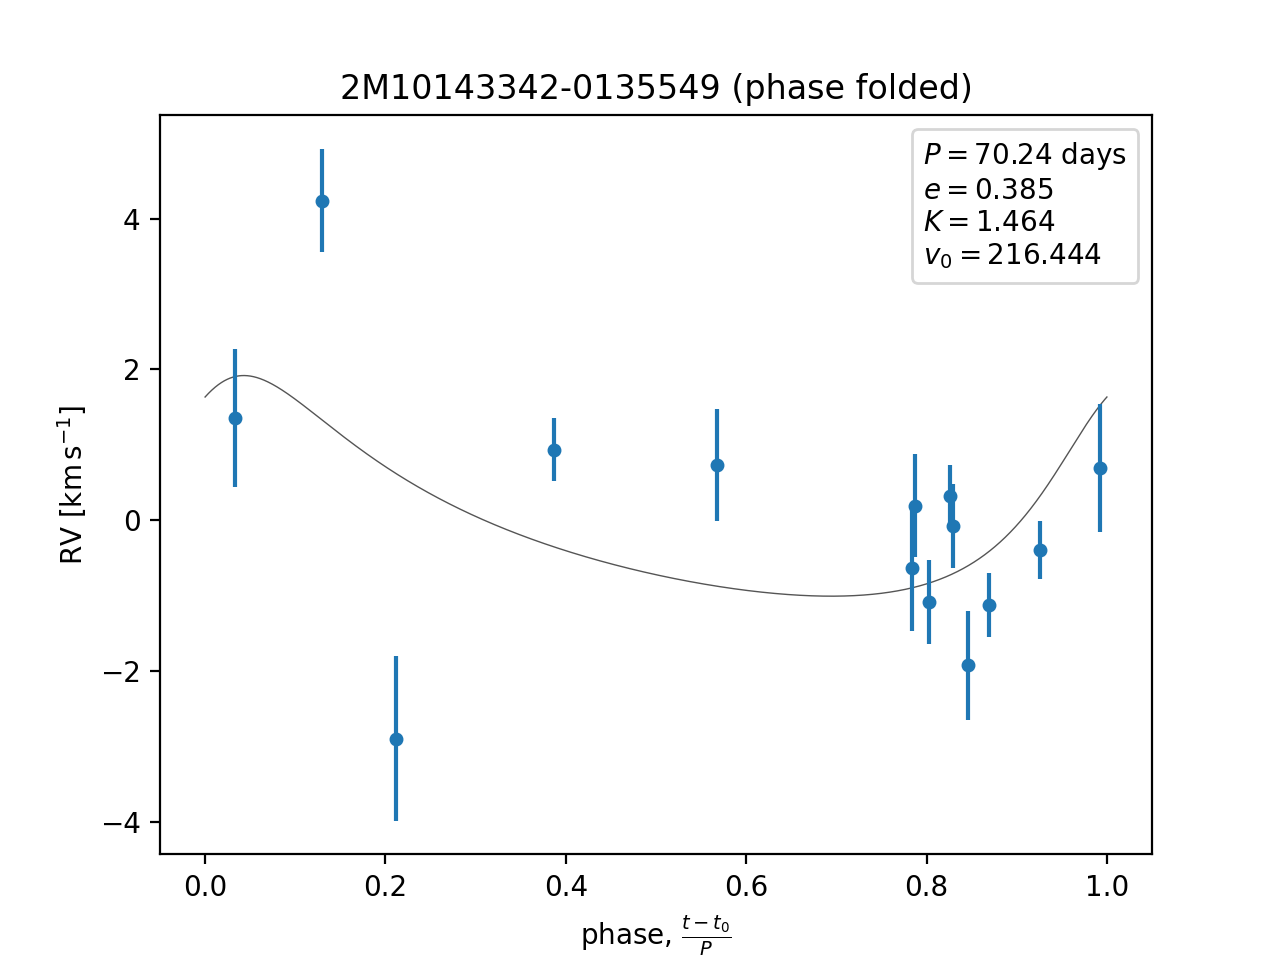 2M10143342-0135549 (phase folded)
P = 70.24 days
e = 0.385
K = 1.464
v₀ = 216.444
RV [km s⁻¹]
4
2
0
−2
−4
0.0 0.2 0.4 0.6 0.8 1.0
phase, (t − t₀)/P